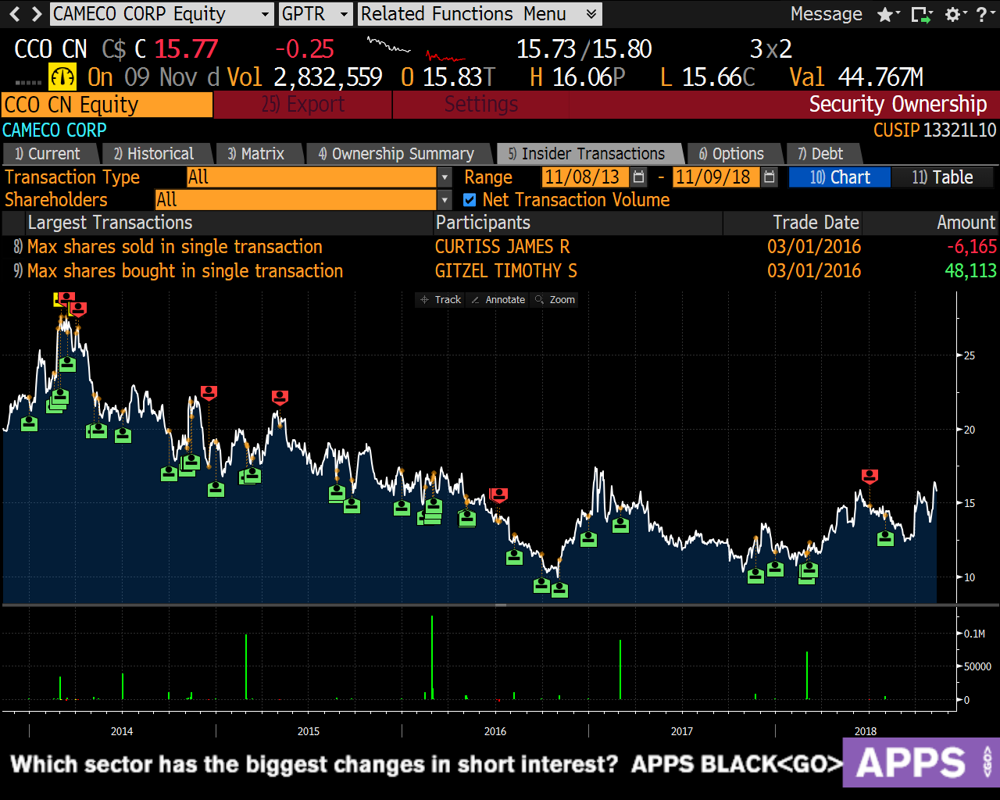 CAMECO CORP Equity GPTR Related Functions Menu Message ?
CCO CN C$ C 15.77 -0.25 15.73/15.80 3x2
On 09 Nov d Vol 2,832,559 O 15.83T H 16.06P L 15.66C Val 44.767M
CCO CN Equity 25) Export Settings Security Ownership
CAMECO CORP CUSIP 13321L10
1) Current 2) Historical 3) Matrix 4) Ownership Summary 5) Insider Transactions 6) Options 7) Debt
Transaction Type All Range 11/08/13 - 11/09/18 10) Chart 11) Table
Shareholders All Net Transaction Volume
Largest Transactions Participants Trade Date Amount
8) Max shares sold in single transaction CURTISS JAMES R 03/01/2016 -6,165
9) Max shares bought in single transaction GITZEL TIMOTHY S 03/01/2016 48,113
Track Annotate Zoom
25
20
15
10
0.1M
50000
0
2014 2015 2016 2017 2018
Which sector has the biggest changes in short interest? APPS BLACK<GO> APPS <GO>